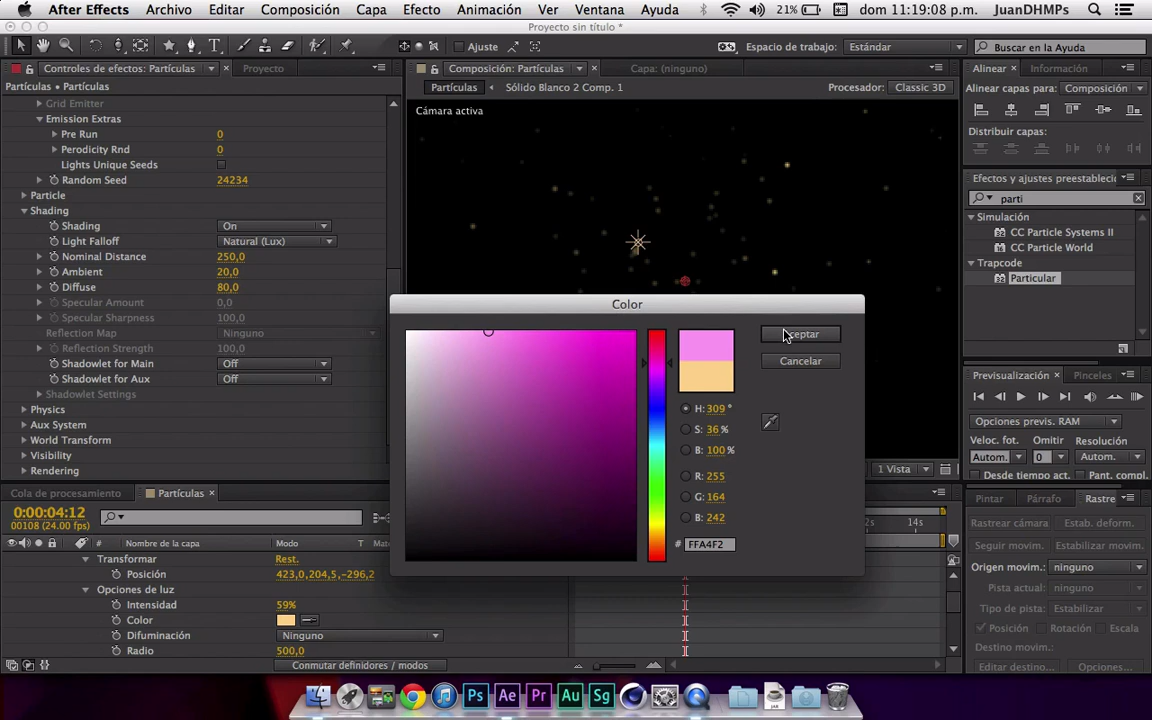 After Effects Archivo Editar Composición Capa Efecto Animación Ver Ventana Ayuda 21% dom 11:19:08 p.m. JuanDHMPs
Proyecto sin título *
Ajuste Espacio de trabajo: Estándar Buscar en la Ayuda
Controles de efectos: Partículas Proyecto Composición: Partículas Capa: (ninguno) Alinear Información
Partículas • Partículas Partículas Sólido Blanco 2 Comp. 1 Procesador: Classic 3D Alinear capas para: Composición
Grid Emitter Cámara activa
Emission Extras
Pre Run 0 Distribuir capas:
Perodicity Rnd 0
Lights Unique Seeds
Random Seed 24234 Efectos y ajustes preestableci
Particle parti
Shading Simulación
Shading On CC Particle Systems II
Light Falloff Natural (Lux) CC Particle World
Nominal Distance 250,0 Trapcode
Ambient 20,0 Particular
Diffuse 80,0
Specular Amount 0,0 Color
Specular Sharpness 100,0
Reflection Map Ninguno Aceptar
Reflection Strength 100,0
Shadowlet for Main Off Cancelar
Shadowlet for Aux Off Previsualización Pinceles
Shadowlet Settings
Physics H: 309 °
Aux System S: 36 % Opciones previs. RAM
World Transform B: 100 % Veloc. fot. Omitir Resolución
Visibility Autom. 0 Autom.
Rendering R: 255 1 Vista Desde tiempo act. Pant. compl.
Cola de procesamiento Partículas G: 164 Pintar Párrafo Rastre
0:00:04:12 B: 242
00108 (24.00 fps) 2s 14s Rastrear cámara Estab. deform.
Nombre de la capa Modo T Ma # FFA4F2 Seguir movim. Estabilizar movim.
Transformar Rest. Origen movim.: ninguno
Posición 423,0,204,5,-296,2 Pista actual: ninguno
Opciones de luz Tipo de pista: Estabilizar
Intensidad 59% Posición Rotación Escala
Color Destino movim.:
Difuminación Ninguno
Radio 500,0 Editar destino... Opciones...
Conmutar definidores / modos
Ps Ae Pr Au Sg JAR